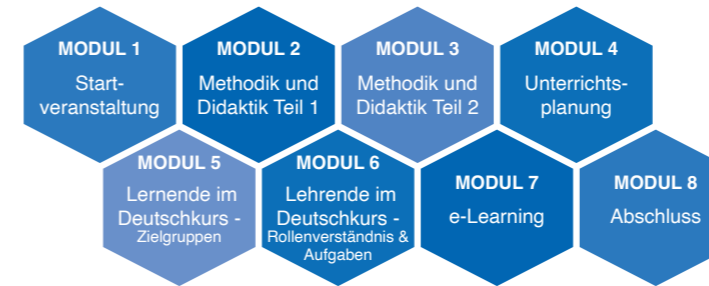 MODUL 1
Start-
veranstaltung
MODUL 2
Methodik und
Didaktik Teil 1
MODUL 3
Methodik und
Didaktik Teil 2
MODUL 4
Unterrichts-
planung
MODUL 5
Lernende im
Deutschkurs -
Zielgruppen
MODUL 6
Lehrende im
Deutschkurs -
Rollenverständnis &
Aufgaben
MODUL 7
e-Learning
MODUL 8
Abschluss